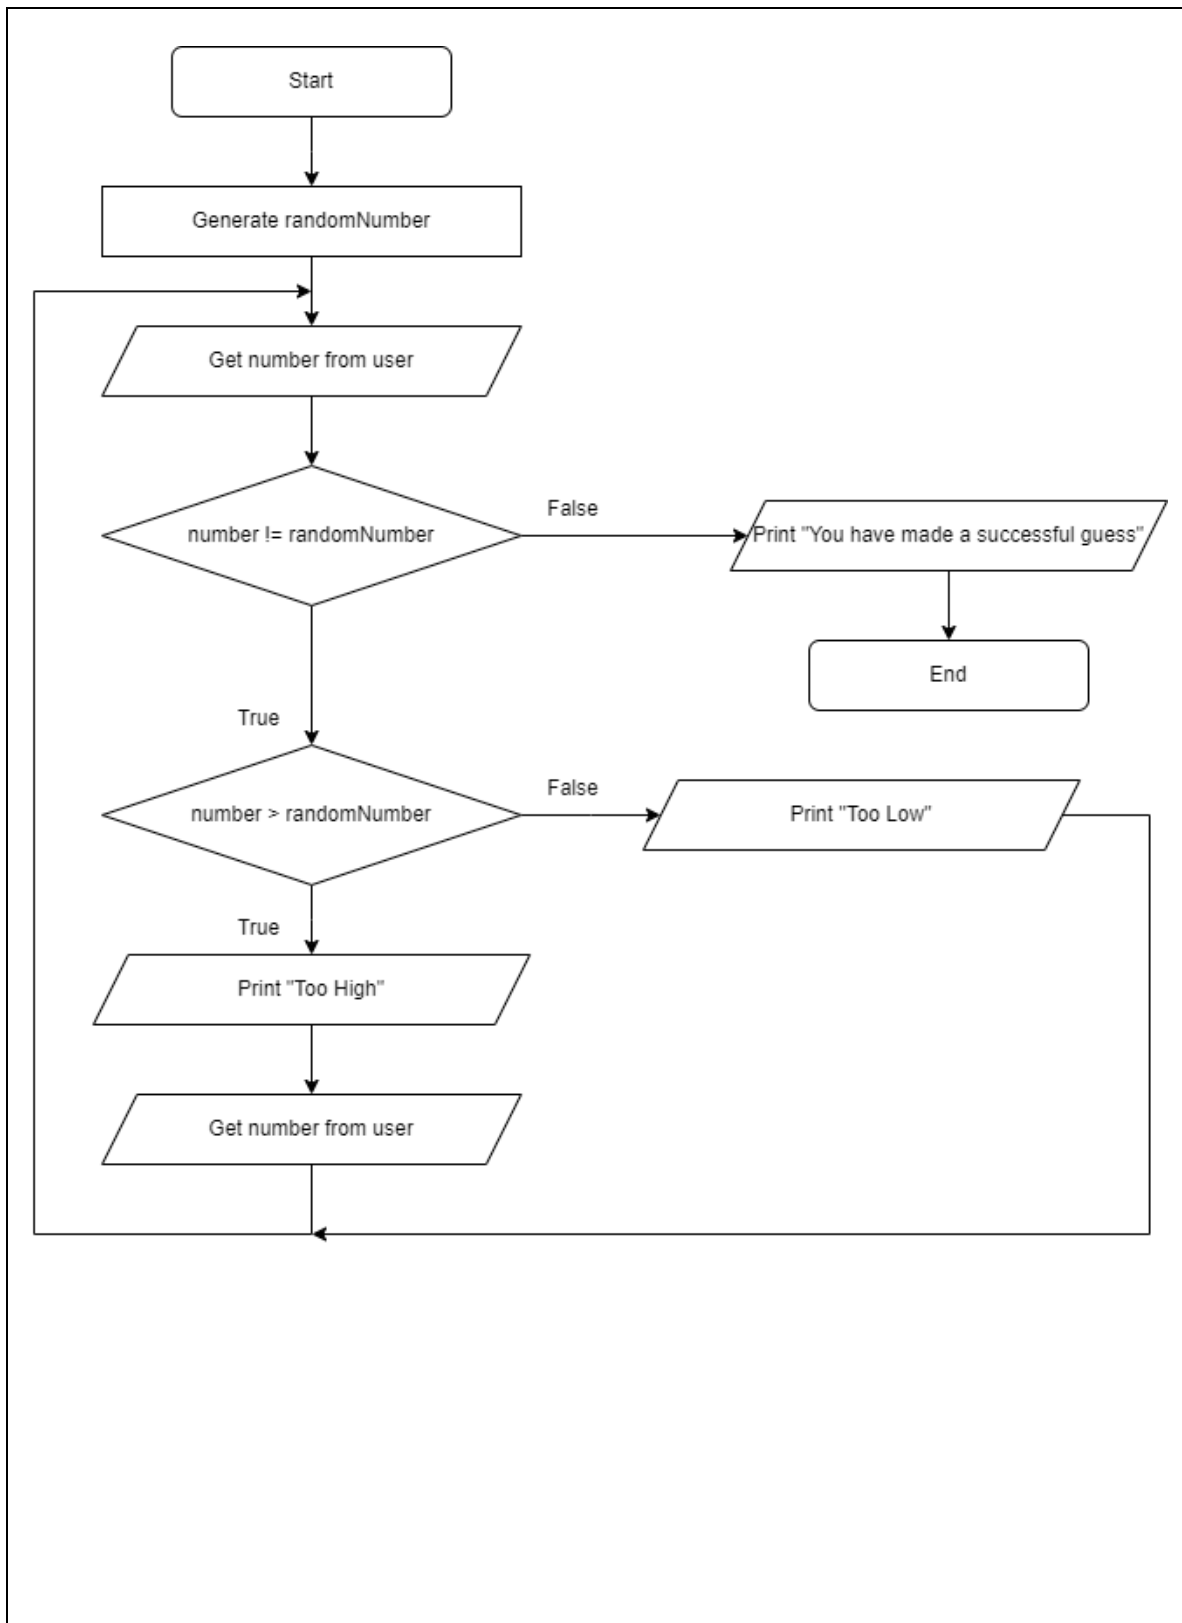 Start
Generate randomNumber
Get number from user
number != randomNumber
False
Print "You have made a successful guess"
End
True
number > randomNumber
False
Print "Too Low"
True
Print "Too High"
Get number from user